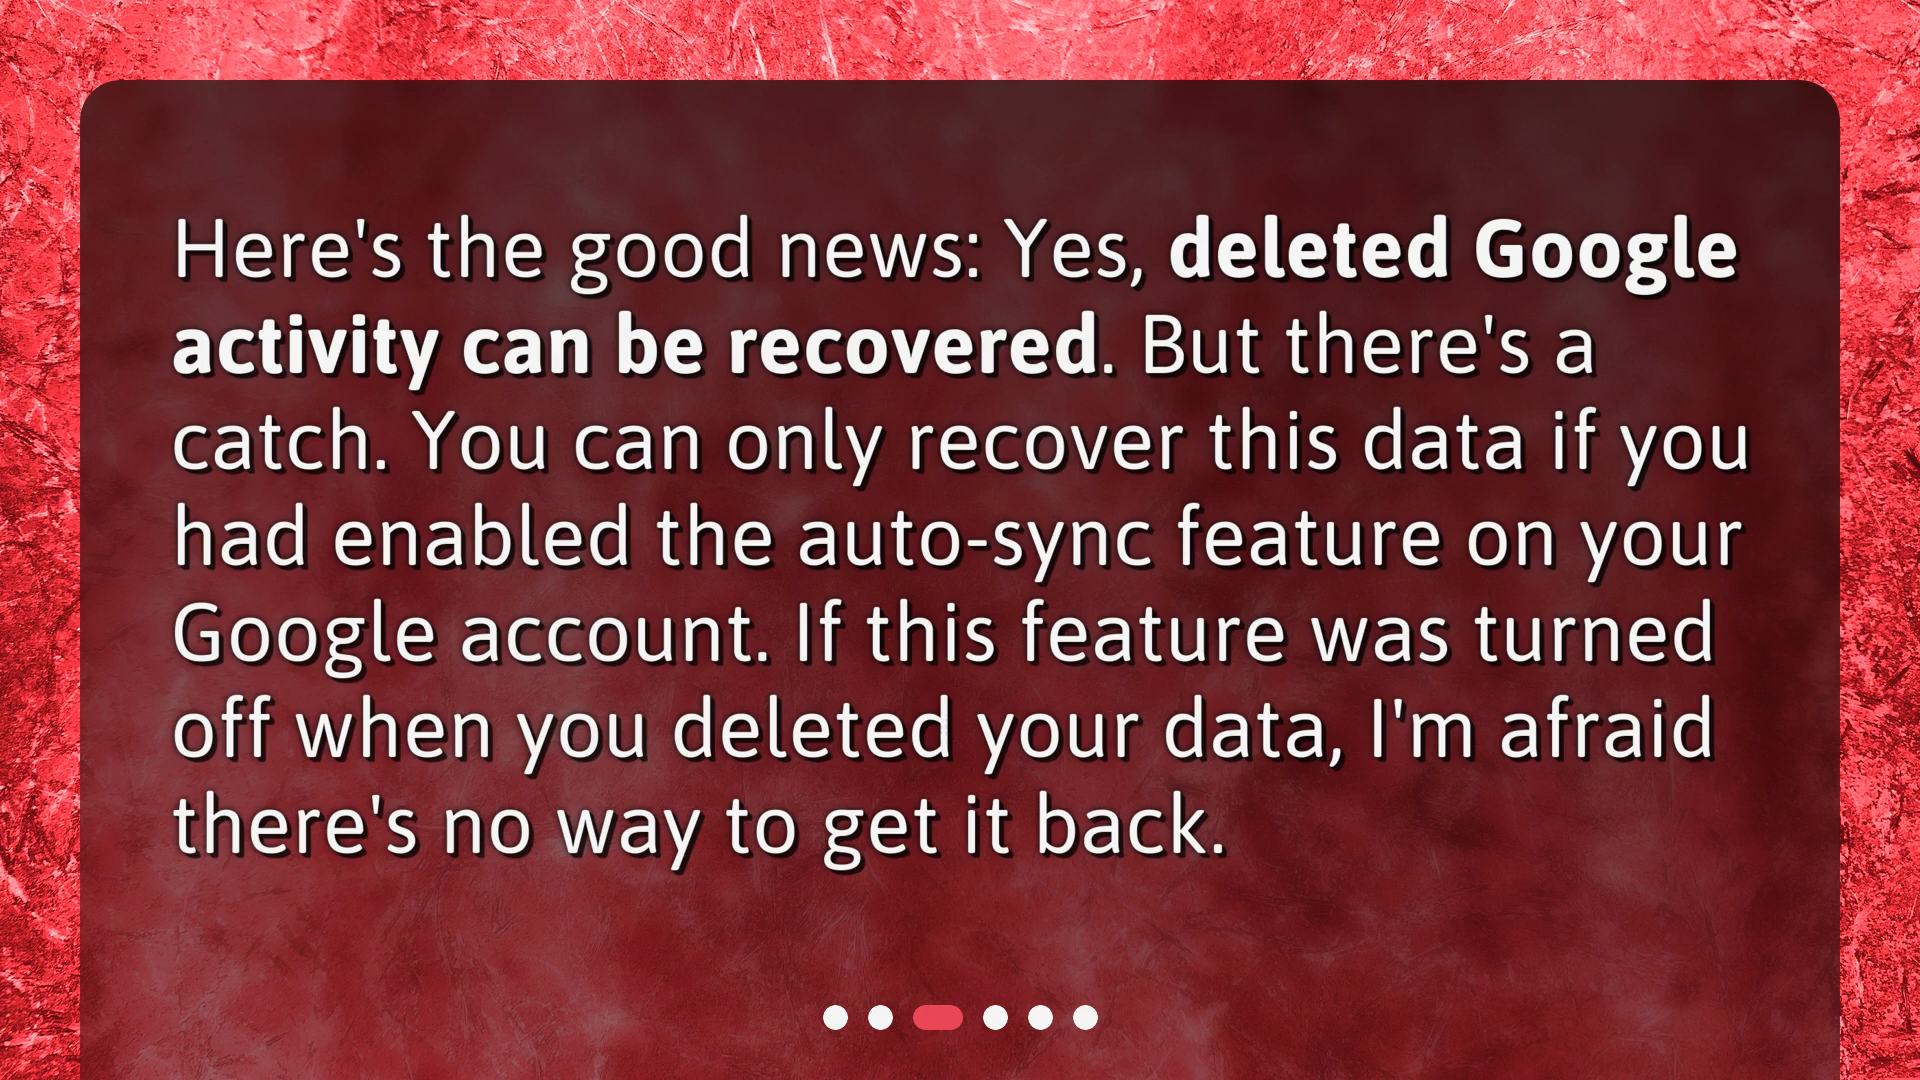 Here's the good news: Yes, deleted Google
activity can be recovered. But there's a
catch. You can only recover this data if you
had enabled the auto-sync feature on your
Google account. If this feature was turned
off when you deleted your data, I'm afraid
there's no way to get it back.